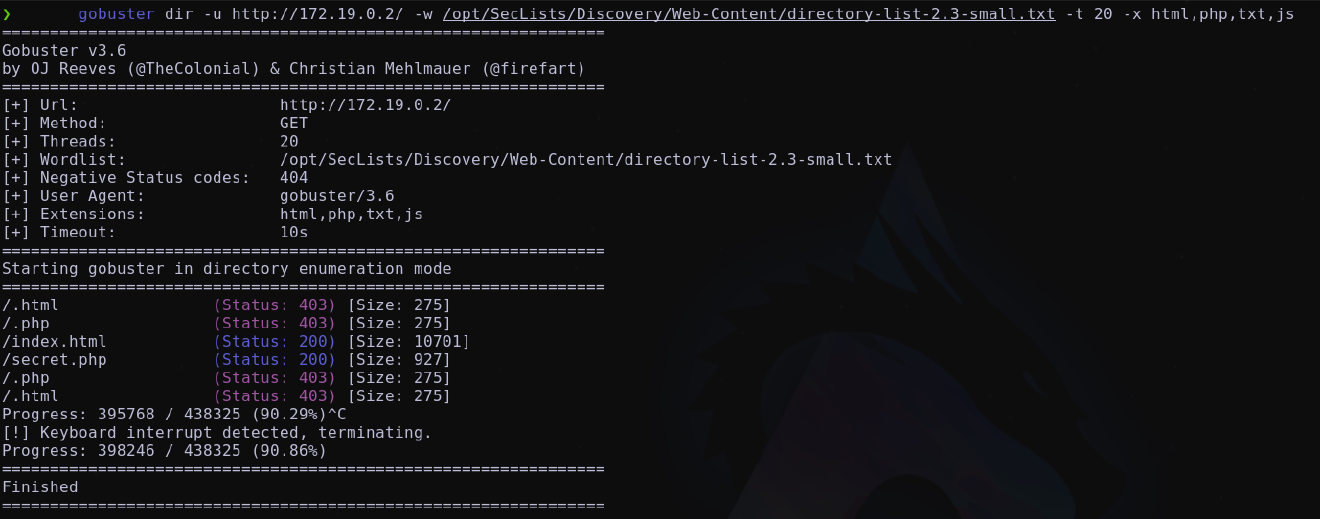 ❯ gobuster dir -u http://172.19.0.2/ -w /opt/SecLists/Discovery/Web-Content/directory-list-2.3-small.txt -t 20 -x html,php,txt,js
===============================================================
Gobuster v3.6
by OJ Reeves (@TheColonial) & Christian Mehlmauer (@firefart)
===============================================================
[+] Url:                     http://172.19.0.2/
[+] Method:                  GET
[+] Threads:                 20
[+] Wordlist:                /opt/SecLists/Discovery/Web-Content/directory-list-2.3-small.txt
[+] Negative Status codes:   404
[+] User Agent:              gobuster/3.6
[+] Extensions:              html,php,txt,js
[+] Timeout:                 10s
===============================================================
Starting gobuster in directory enumeration mode
===============================================================
/.html                (Status: 403) [Size: 275]
/.php                 (Status: 403) [Size: 275]
/index.html           (Status: 200) [Size: 10701]
/secret.php           (Status: 200) [Size: 927]
/.php                 (Status: 403) [Size: 275]
/.html                (Status: 403) [Size: 275]
Progress: 395768 / 438325 (90.29%)^C
[!] Keyboard interrupt detected, terminating.
Progress: 398246 / 438325 (90.86%)
===============================================================
Finished
===============================================================